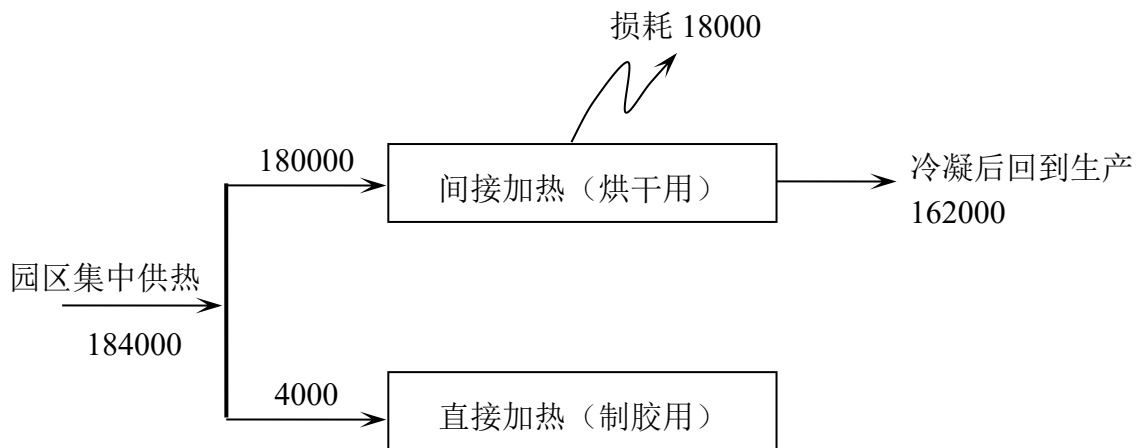 损耗 18000
180000
间接加热（烘干用）
冷凝后回到生产
162000
园区集中供热
184000
4000
直接加热（制胶用）